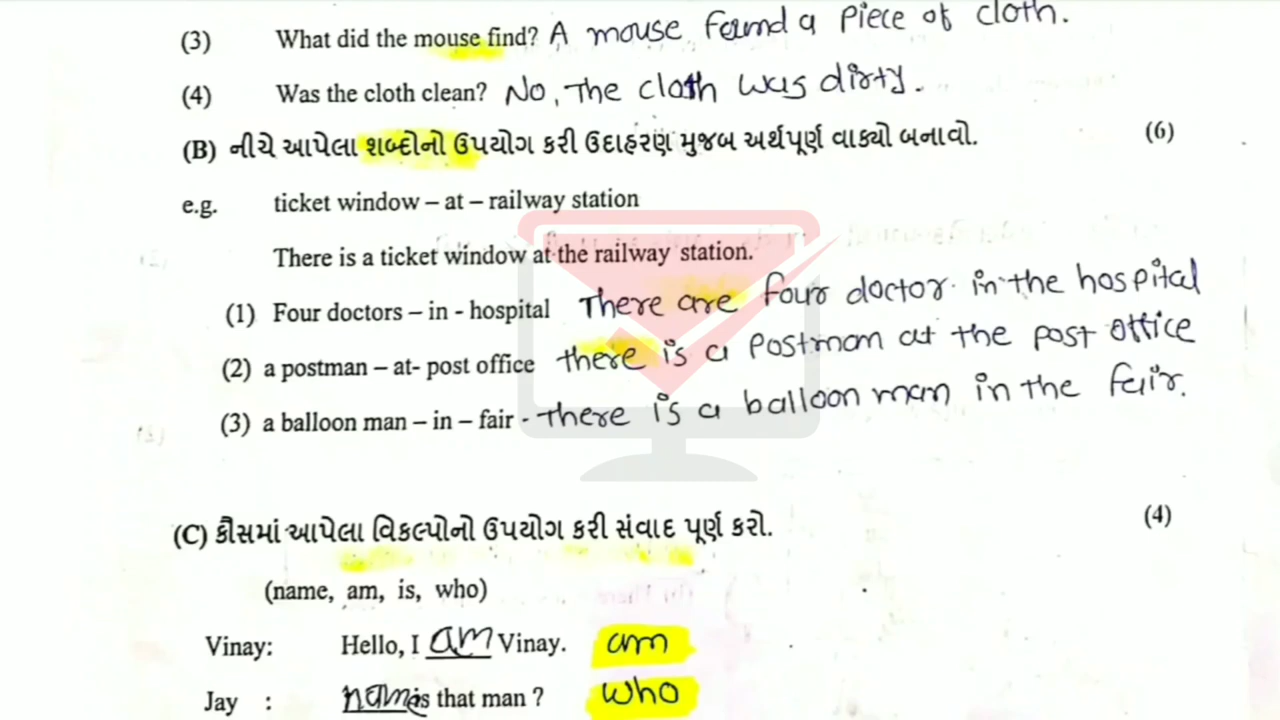 (3) What did the mouse find? A mouse found a Piece of cloth.
(4) Was the cloth clean? No, The cloth was dirty.
(B) નીચે આપેલા શબ્દોનો ઉપયોગ કરી ઉદાહરણ મુજબ અર્થપૂર્ણ વાક્યો બનાવો. (6)
e.g. ticket window – at – railway station
There is a ticket window at the railway station.
(1) Four doctors – in - hospital There are four doctor in the hospital
(2) a postman – at- post office there is a Postman at the post office
(3) a balloon man – in – fair - there is a balloon man in the fair.
(C) કૌંસમાં આપેલા વિકલ્પોનો ઉપયોગ કરી સંવાદ પૂર્ણ કરો. (4)
(name, am, is, who)
Vinay: Hello, I am Vinay. am
Jay : name is that man ? who